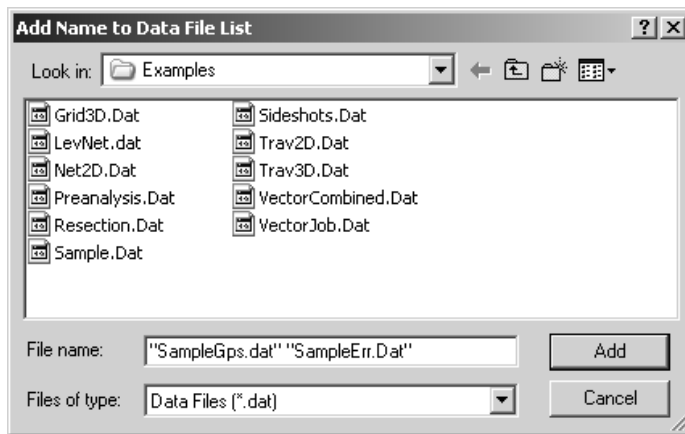 Add Name to Data File List
Look in: Examples
Grid3D.Dat
LevNet.dat
Net2D.Dat
Preanalysis.Dat
Resection.Dat
Sample.Dat
Sideshots.Dat
Trav2D.Dat
Trav3D.Dat
VectorCombined.Dat
VectorJob.Dat
File name: "SampleGps.dat" "SampleErr.Dat" Add
Files of type: Data Files (*.dat) Cancel